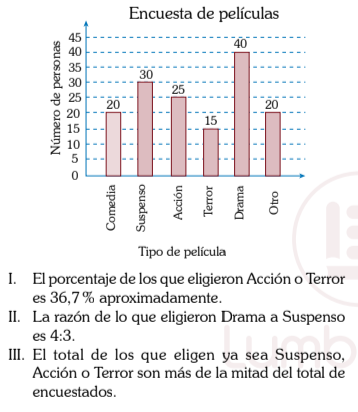 Encuesta de películas
Número de personas
45
40
35
30
25
20
15
10
5
0
20
30
25
15
40
20
Comedia
Suspenso
Acción
Terror
Drama
Otro
Tipo de película
I. El porcentaje de los que eligieron Acción o Terror
es 36,7 % aproximadamente.
II. La razón de lo que eligieron Drama a Suspenso
es 4:3.
III. El total de los que eligen ya sea Suspenso,
Acción o Terror son más de la mitad del total de
encuestados.